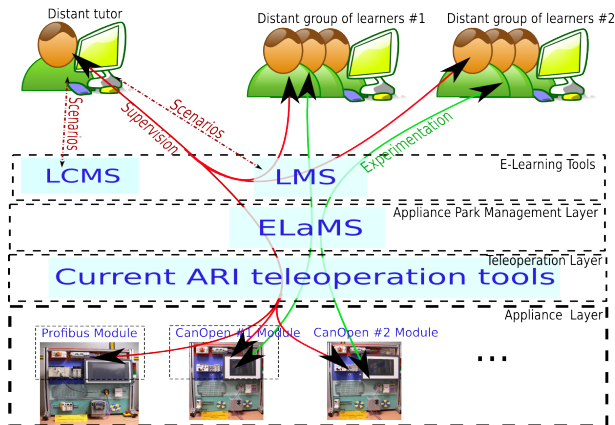 Distant tutor
Distant group of learners #1
Distant group of learners #2
Scenarios
Supervision
Scenarios
Experimentation
E-Learning Tools
LCMS
LMS
Appliance Park Management Layer
ELaMS
Teleoperation Layer
Current ARI teleoperation tools
Appliance Layer
Profibus Module
CanOpen #1 Module
CanOpen #2 Module
...